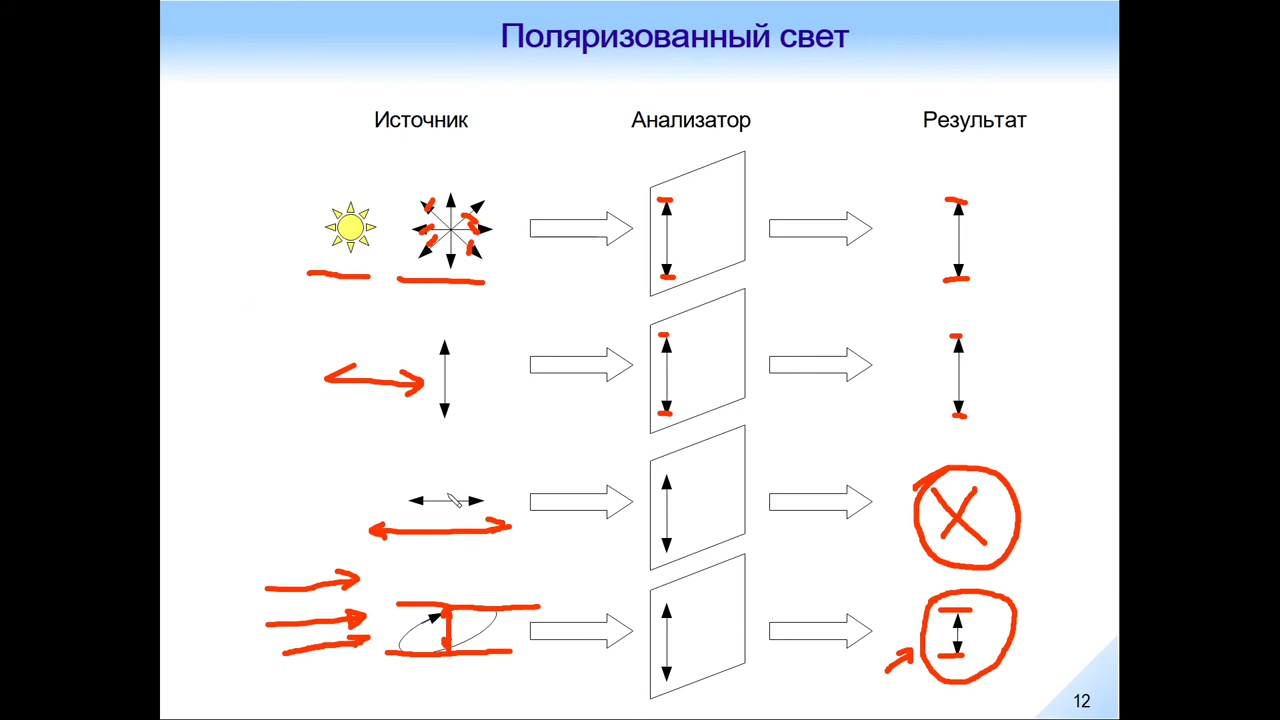 Поляризованный свет
Источник
Анализатор
Результат
12